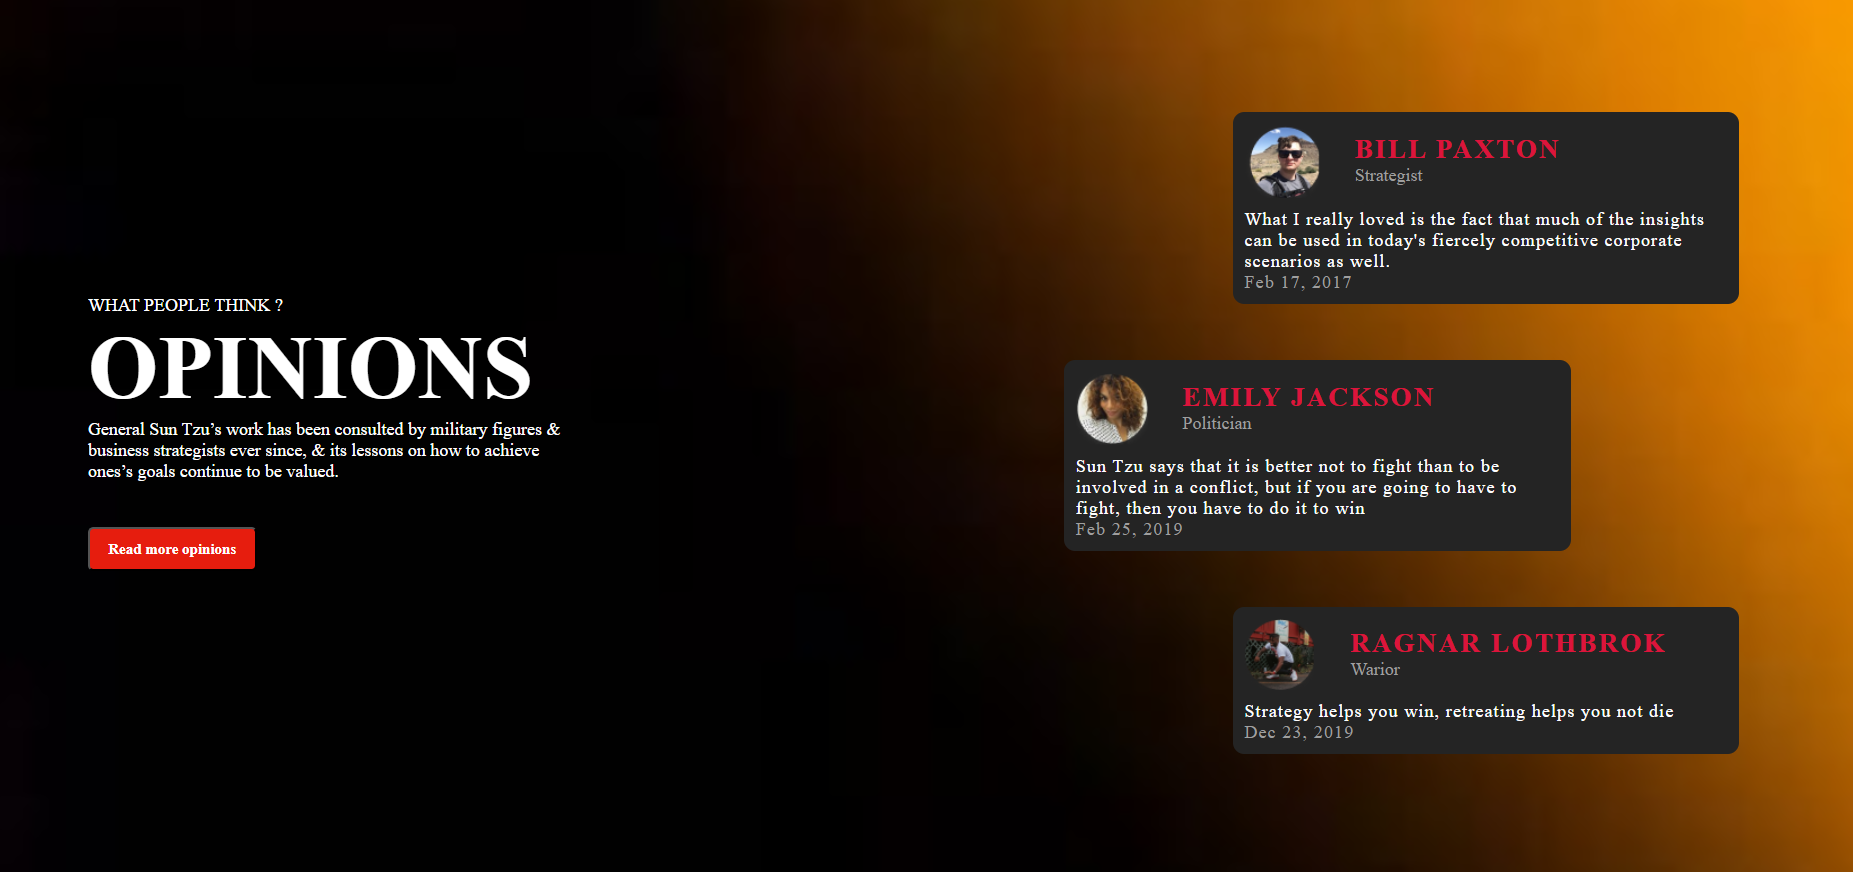 WHAT PEOPLE THINK ?
OPINIONS
General Sun Tzu’s work has been consulted by military figures &
business strategists ever since, & its lessons on how to achieve
ones’s goals continue to be valued.
Read more opinions
BILL PAXTON
Strategist
What I really loved is the fact that much of the insights
can be used in today's fiercely competitive corporate
scenarios as well.
Feb 17, 2017
EMILY JACKSON
Politician
Sun Tzu says that it is better not to fight than to be
involved in a conflict, but if you are going to have to
fight, then you have to do it to win
Feb 25, 2019
RAGNAR LOTHBROK
Warior
Strategy helps you win, retreating helps you not die
Dec 23, 2019